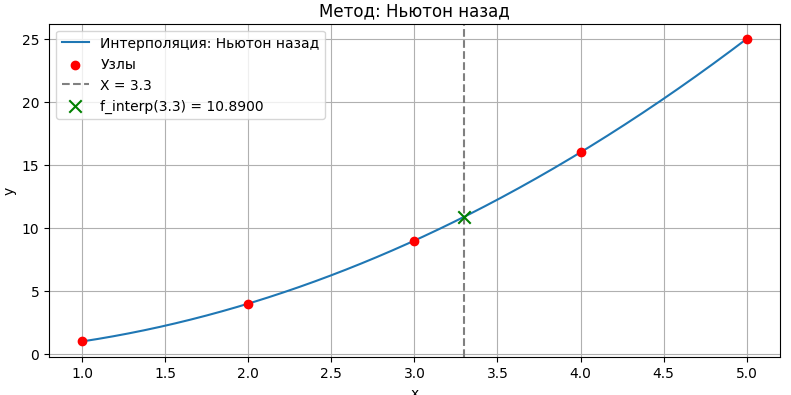 Метод: Ньютон назад
Интерполяция: Ньютон назад
Узлы
X = 3.3
f_interp(3.3) = 10.8900
y
25
20
15
10
5
0
1.0 1.5 2.0 2.5 3.0 3.5 4.0 4.5 5.0
x